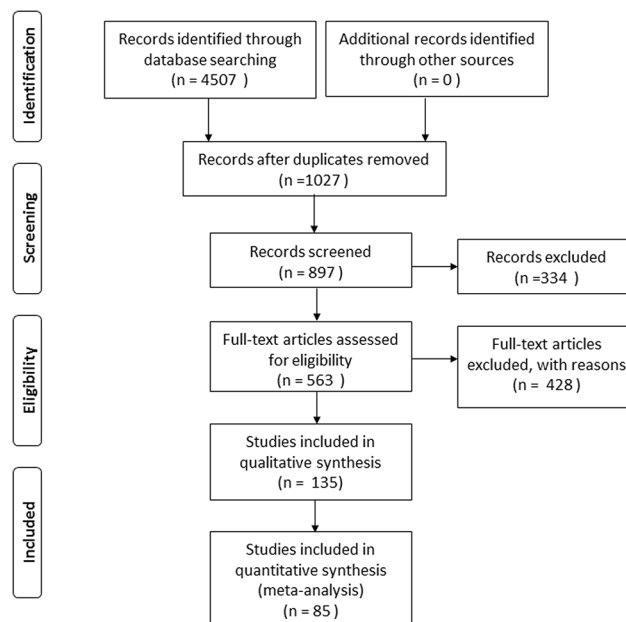 Identification
Records identified through
database searching
(n = 4507  )
Additional records identified
through other sources
(n = 0  )
Records after duplicates removed
(n =1027 )
Screening
Records screened
(n = 897)
Records excluded
(n =334  )
Eligibility
Full-text articles assessed
for eligibility
(n = 563  )
Full-text articles
excluded, with reasons
(n =  428 )
Studies included in
qualitative synthesis
(n =  135)
Included
Studies included in
quantitative synthesis
(meta-analysis)
(n = 85 )